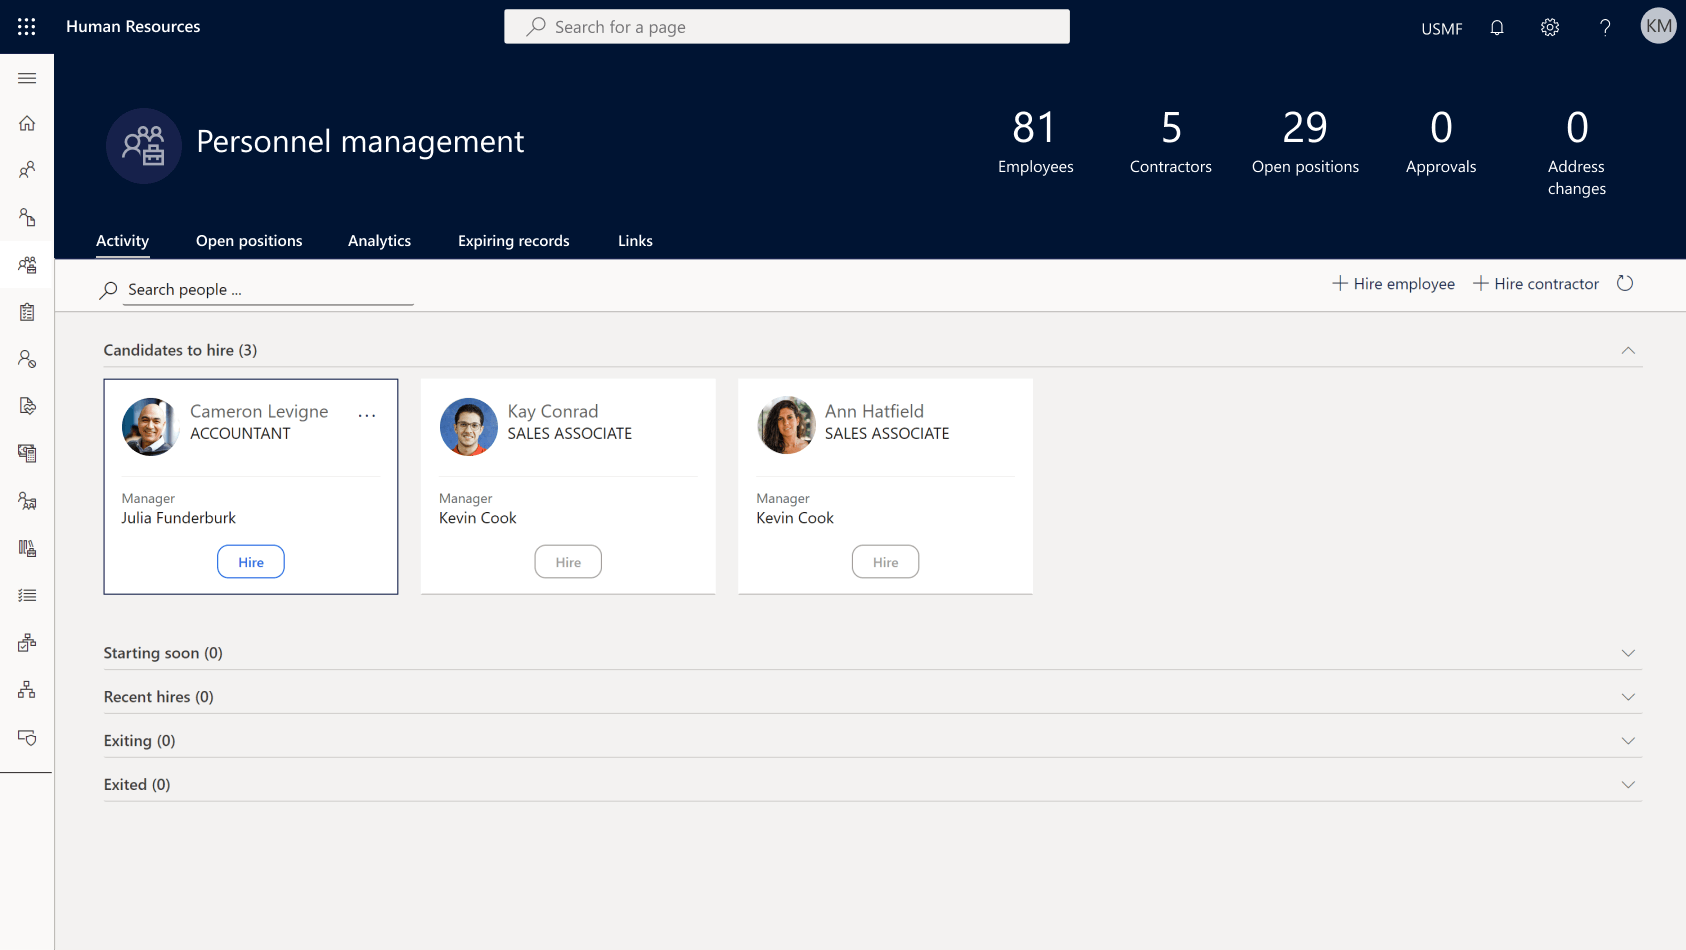 Human Resources
Search for a page
USMF
?
KM
Personnel management
81
Employees
5
Contractors
29
Open positions
0
Approvals
0
Address
changes
Activity
Open positions
Analytics
Expiring records
Links
Search people ...
+ Hire employee
+ Hire contractor
Candidates to hire (3)
Cameron Levigne
...
ACCOUNTANT
Manager
Julia Funderburk
Hire
Kay Conrad
SALES ASSOCIATE
Manager
Kevin Cook
Hire
Ann Hatfield
SALES ASSOCIATE
Manager
Kevin Cook
Hire
Starting soon (0)
Recent hires (0)
Exiting (0)
Exited (0)